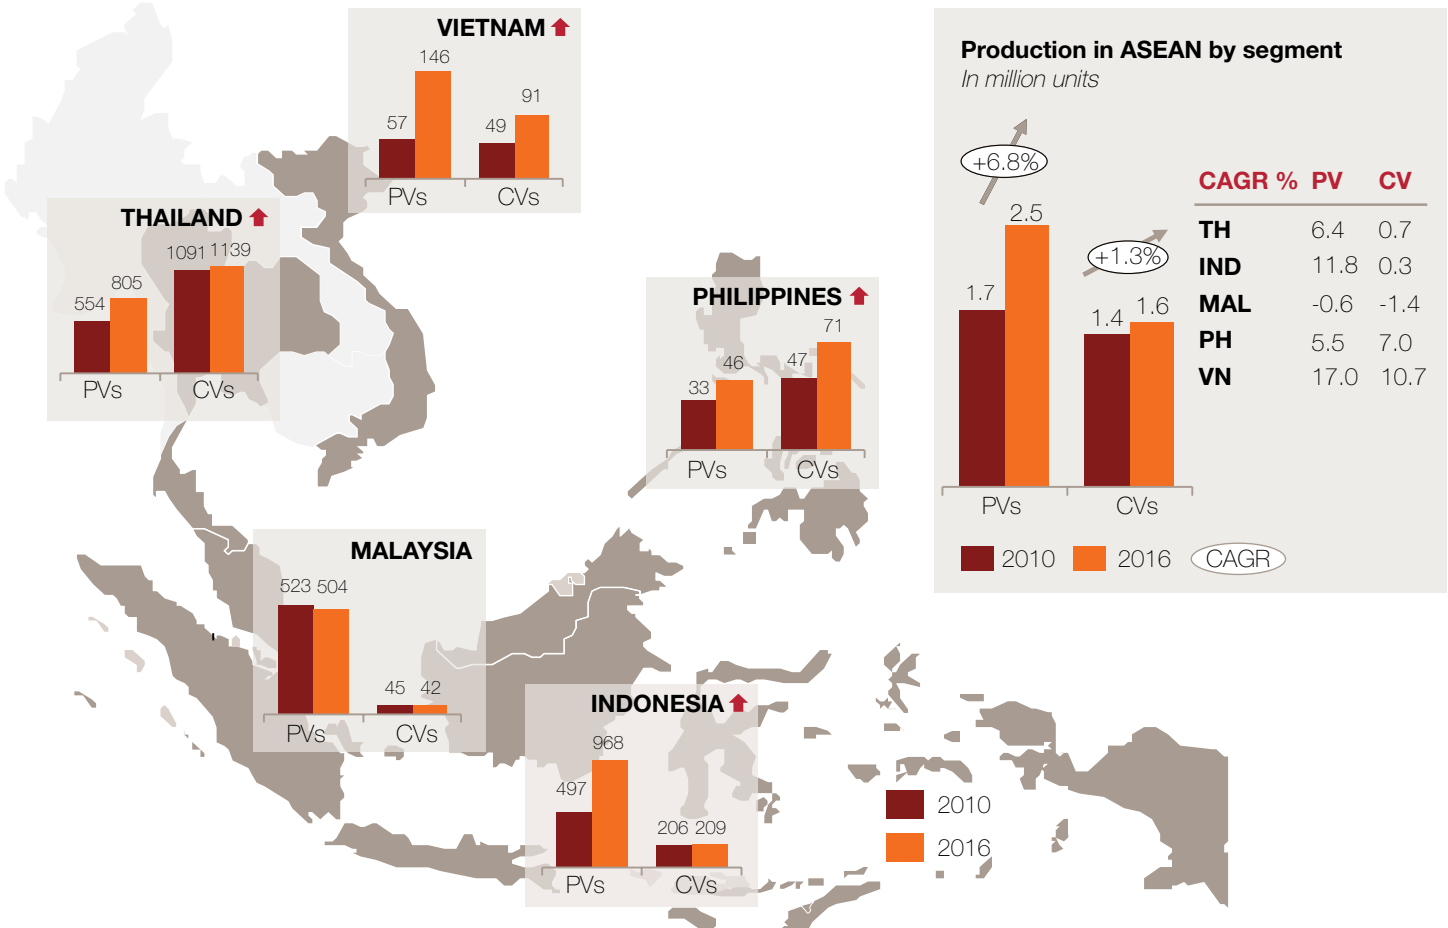 VIETNAM
146
57
49
91
PVs
CVs
THAILAND
554
805
1091
1139
PVs
CVs
PHILIPPINES
33
46
47
71
PVs
CVs
MALAYSIA
523
504
45
42
PVs
CVs
INDONESIA
497
968
206
209
PVs
CVs
2010
2016
Production in ASEAN by segment
In million units
+6.8%
1.7
2.5
+1.3%
1.4
1.6
PVs
CVs
2010
2016
CAGR
CAGR % PV CV
TH 6.4 0.7
IND 11.8 0.3
MAL -0.6 -1.4
PH 5.5 7.0
VN 17.0 10.7